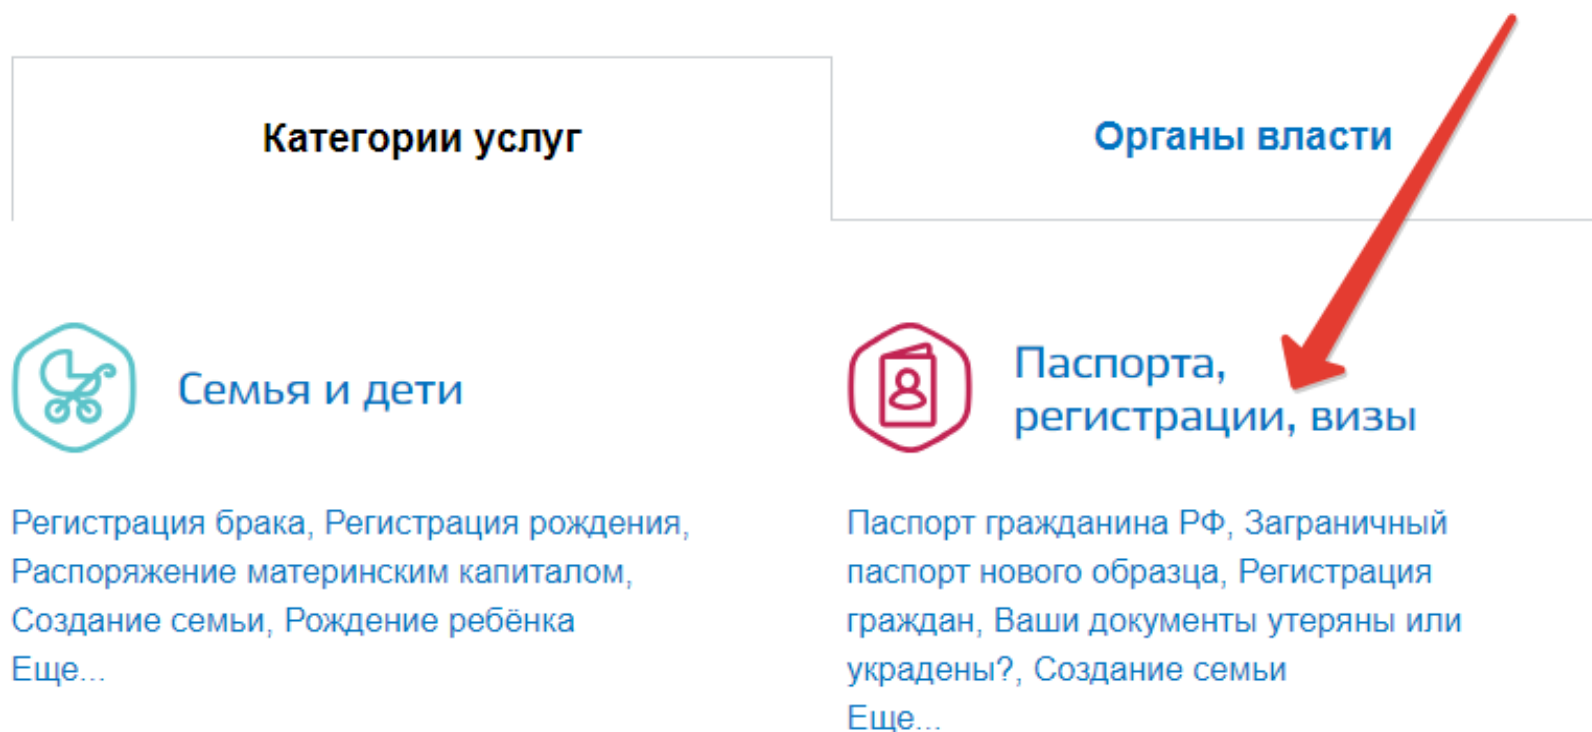 Категории услуг
Органы власти
Семья и дети
Паспорта,
регистрации, визы
Регистрация брака, Регистрация рождения,
Распоряжение материнским капиталом,
Создание семьи, Рождение ребёнка
Еще...
Паспорт гражданина РФ, Заграничный
паспорт нового образца, Регистрация
граждан, Ваши документы утеряны или
украдены?, Создание семьи
Еще...